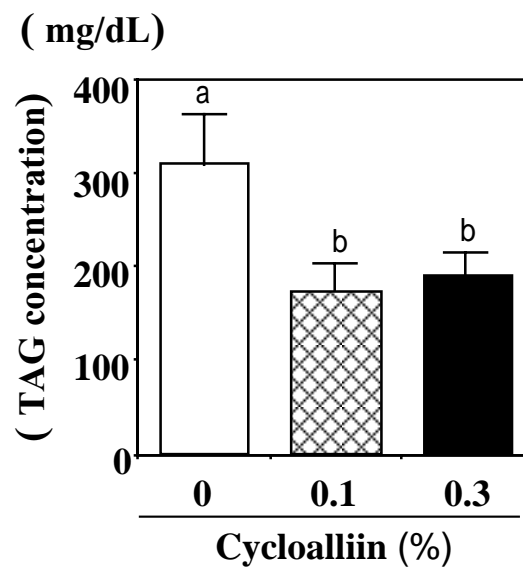 ( mg/dL)
( TAG concentration)
400
300
200
100
0
a
b
b
0 0.1 0.3
Cycloalliin (%)